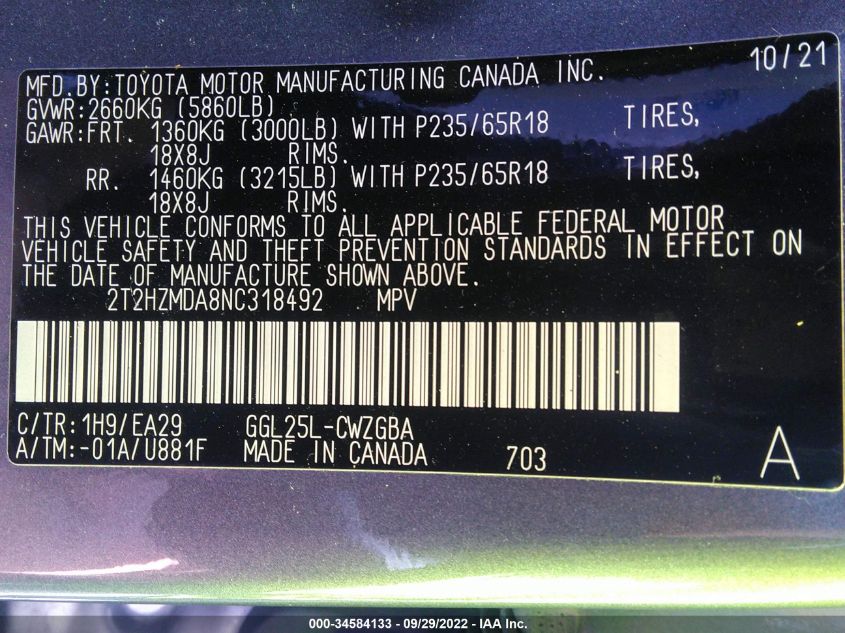 10/21
MFD.BY:TOYOTA MOTOR MANUFACTURING CANADA INC.
GVWR:2660KG (5860LB)
GAWR:FRT. 1360KG (3000LB) WITH P235/65R18 TIRES,
18X8J RIMS.
RR. 1460KG (3215LB) WITH P235/65R18 TIRES,
18X8J RIMS.
THIS VEHICLE CONFORMS TO ALL APPLICABLE FEDERAL MOTOR
VEHICLE SAFETY AND THEFT PREVENTION STANDARDS IN EFFECT ON
THE DATE OF MANUFACTURE SHOWN ABOVE.
2T2HZMDA8NC318492 MPV
C/TR:1H9/EA29 GGL25L-CWZGBA
A/TM:-01A/U881F MADE IN CANADA 703 A
000-34584133 - 09/29/2022 - IAA Inc.